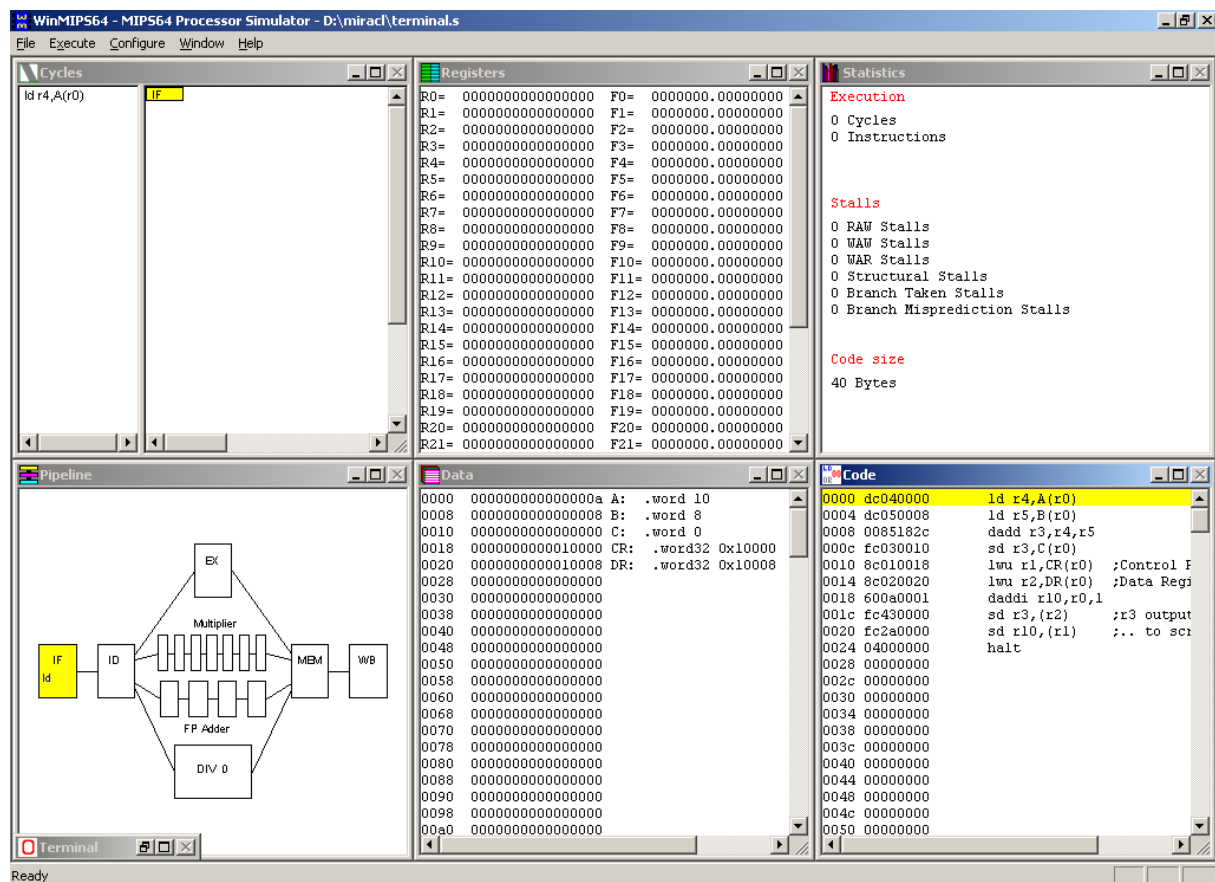 WinMIPS64 - MIPS64 Processor Simulator - D:\miracl\terminal.s
File Execute Configure Window Help
Cycles
ld r4,A(r0)
IF
Registers
R0= 0000000000000000 F0= 0000000.00000000
R1= 0000000000000000 F1= 0000000.00000000
R2= 0000000000000000 F2= 0000000.00000000
R3= 0000000000000000 F3= 0000000.00000000
R4= 0000000000000000 F4= 0000000.00000000
R5= 0000000000000000 F5= 0000000.00000000
R6= 0000000000000000 F6= 0000000.00000000
R7= 0000000000000000 F7= 0000000.00000000
R8= 0000000000000000 F8= 0000000.00000000
R9= 0000000000000000 F9= 0000000.00000000
R10= 0000000000000000 F10= 0000000.00000000
R11= 0000000000000000 F11= 0000000.00000000
R12= 0000000000000000 F12= 0000000.00000000
R13= 0000000000000000 F13= 0000000.00000000
R14= 0000000000000000 F14= 0000000.00000000
R15= 0000000000000000 F15= 0000000.00000000
R16= 0000000000000000 F16= 0000000.00000000
R17= 0000000000000000 F17= 0000000.00000000
R18= 0000000000000000 F18= 0000000.00000000
R19= 0000000000000000 F19= 0000000.00000000
R20= 0000000000000000 F20= 0000000.00000000
R21= 0000000000000000 F21= 0000000.00000000
Statistics
Execution
0 Cycles
0 Instructions
Stalls
0 RAW Stalls
0 WAW Stalls
0 WAR Stalls
0 Structural Stalls
0 Branch Taken Stalls
0 Branch Misprediction Stalls
Code size
40 Bytes
Pipeline
EX
Multiplier
IF
ld
ID
MEM
WB
FP Adder
DIV 0
Terminal
Data
0000 000000000000000a A: .word 10
0008 0000000000000008 B: .word 8
0010 0000000000000000 C: .word 0
0018 0000000000010000 CR: .word32 0x10000
0020 0000000000010008 DR: .word32 0x10008
0028 0000000000000000
0030 0000000000000000
0038 0000000000000000
0040 0000000000000000
0048 0000000000000000
0050 0000000000000000
0058 0000000000000000
0060 0000000000000000
0068 0000000000000000
0070 0000000000000000
0078 0000000000000000
0080 0000000000000000
0088 0000000000000000
0090 0000000000000000
0098 0000000000000000
00a0 0000000000000000
Code
0000 dc040000 ld r4,A(r0)
0004 dc050008 ld r5,B(r0)
0008 0085182c dadd r3,r4,r5
000c fc030010 sd r3,C(r0)
0010 8c010018 lwu r1,CR(r0) ;Control
0014 8c020020 lwu r2,DR(r0) ;Data Regi
0018 600a0001 daddi r10,r0,1
001c fc430000 sd r3,(r2) ;r3 output
0020 fc2a0000 sd r10,(r1) ;.. to scr
0024 04000000 halt
0028 00000000
002c 00000000
0030 00000000
0034 00000000
0038 00000000
003c 00000000
0040 00000000
0044 00000000
0048 00000000
004c 00000000
0050 00000000
Ready